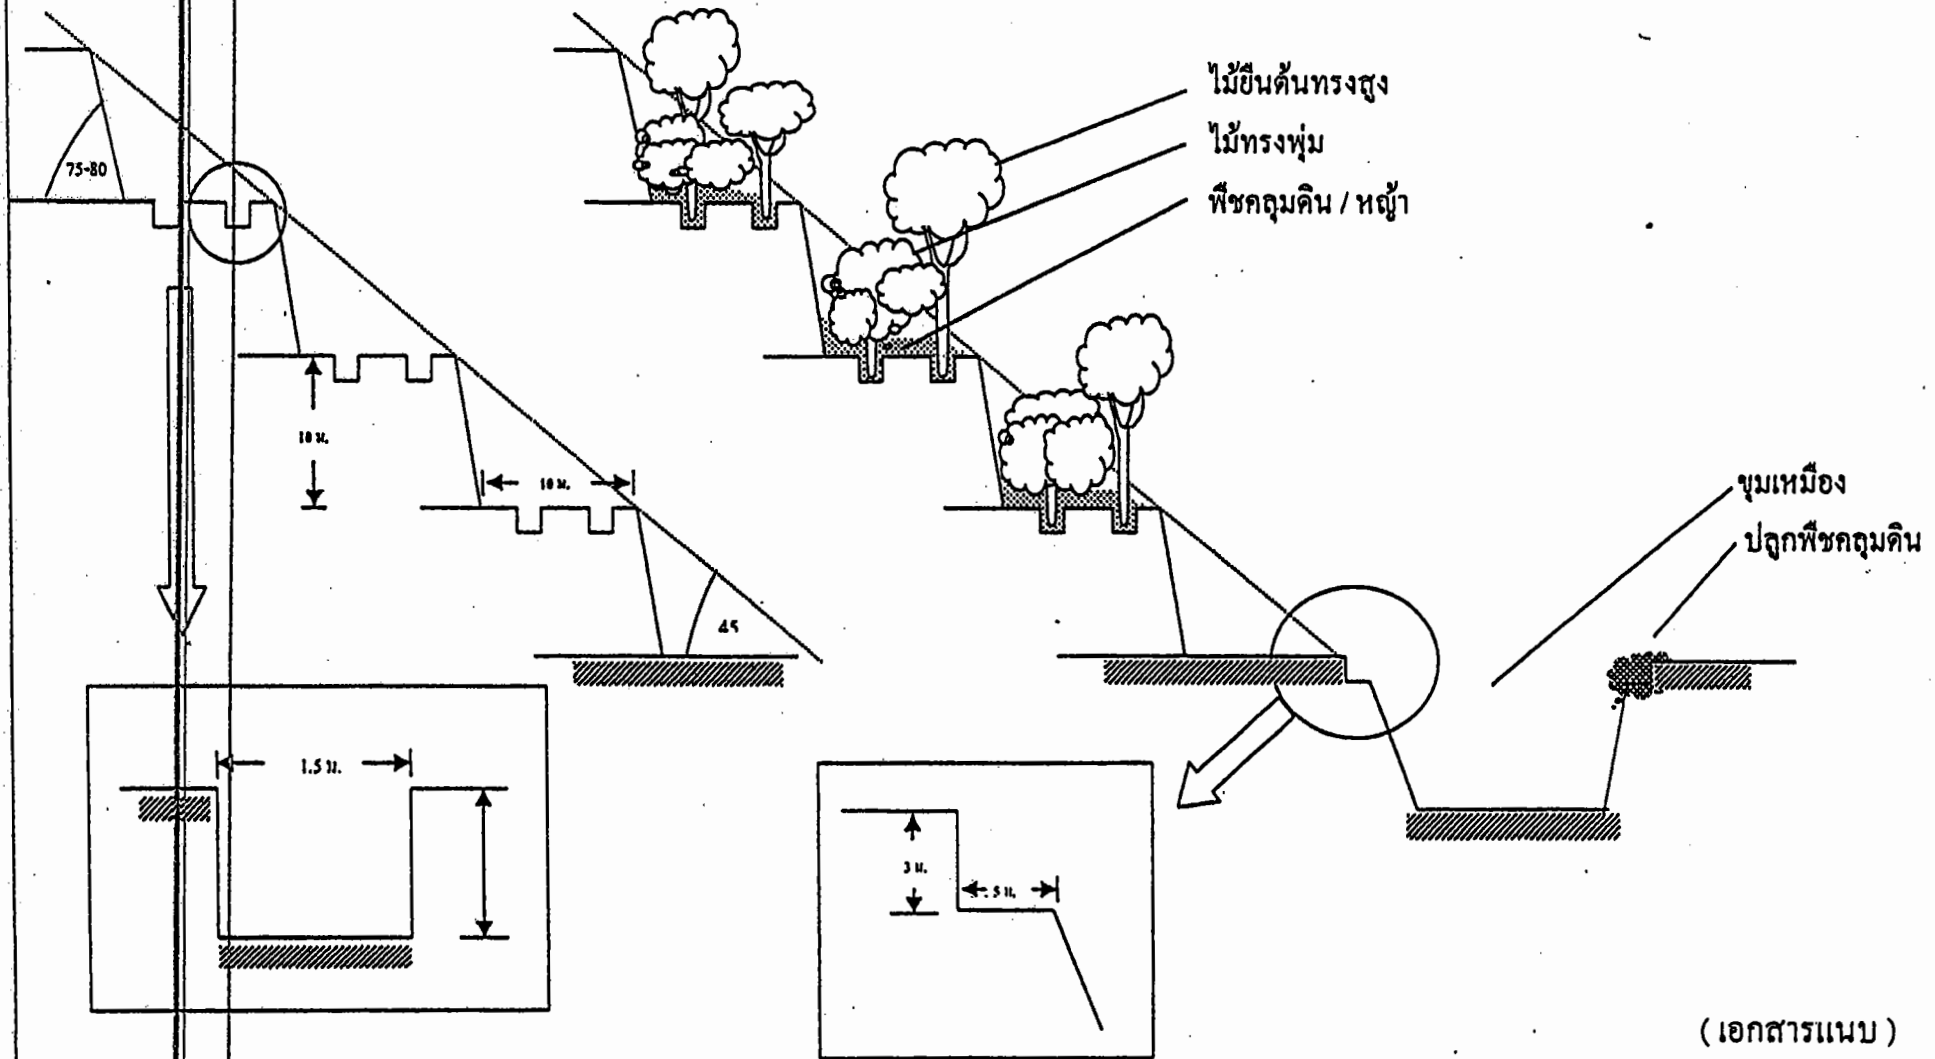 ไม้ยืนต้นทรงสูง
ไม้ทรงพุ่ม
พืชคลุมดิน / หญ้า
75-80
10 ม.
10 ม.
45
ขุมเหมือง
ปลูกพืชคลุมดิน
1.5 ม.
3 ม.
5 ม.
( เอกสารแนบ )